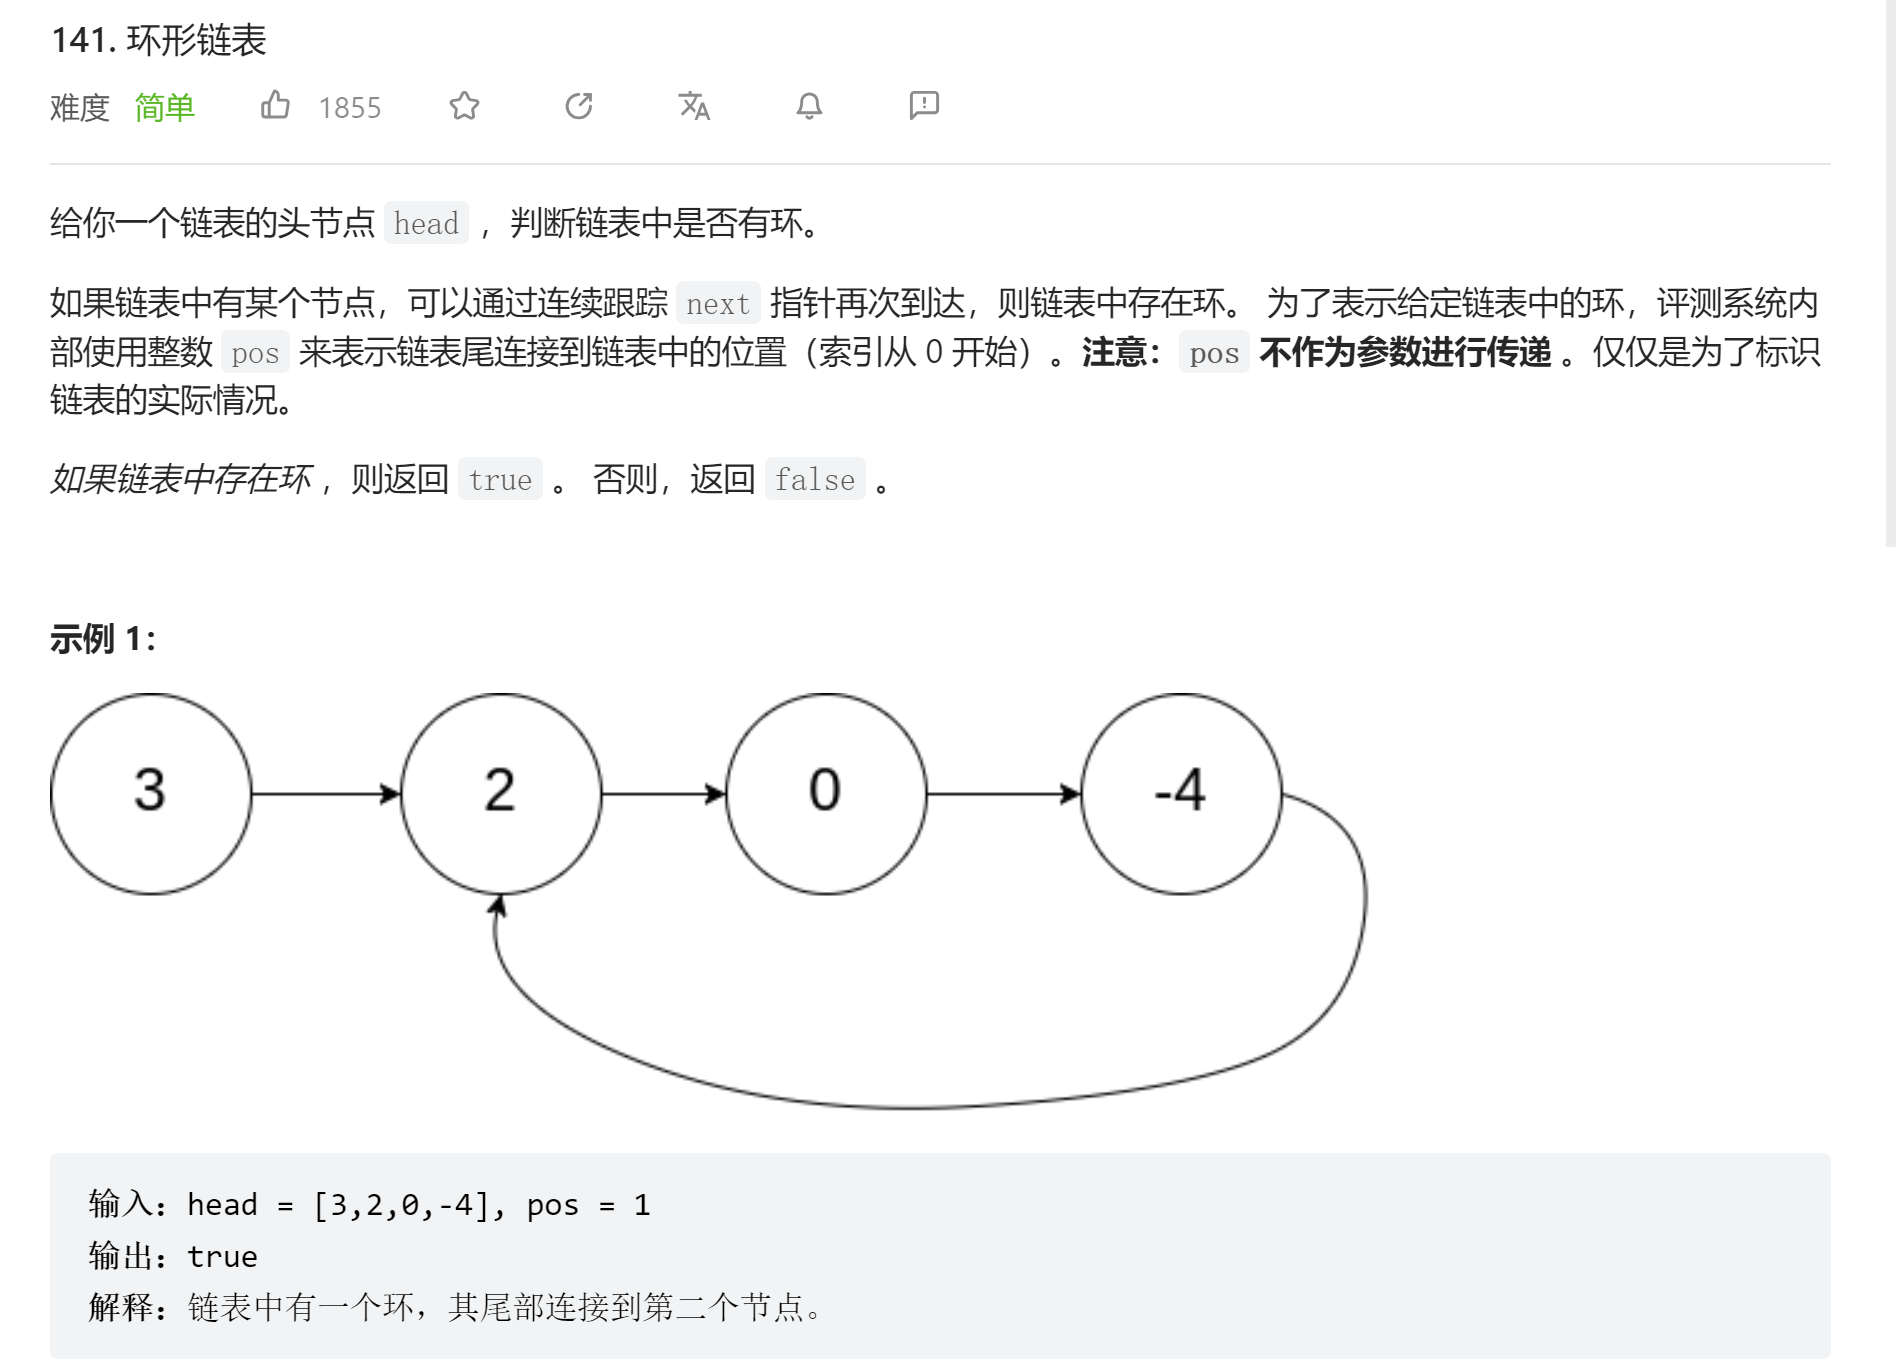 141. 环形链表
难度 简单 1855
给你一个链表的头节点 head ，判断链表中是否有环。
如果链表中有某个节点，可以通过连续跟踪 next 指针再次到达，则链表中存在环。 为了表示给定链表中的环，评测系统内
部使用整数 pos 来表示链表尾连接到链表中的位置（索引从 0 开始）。注意：pos 不作为参数进行传递 。仅仅是为了标识
链表的实际情况。
如果链表中存在环 ，则返回 true 。 否则，返回 false 。
示例 1：
3 2 0 -4
输入：head = [3,2,0,-4], pos = 1
输出：true
解释：链表中有一个环，其尾部连接到第二个节点。